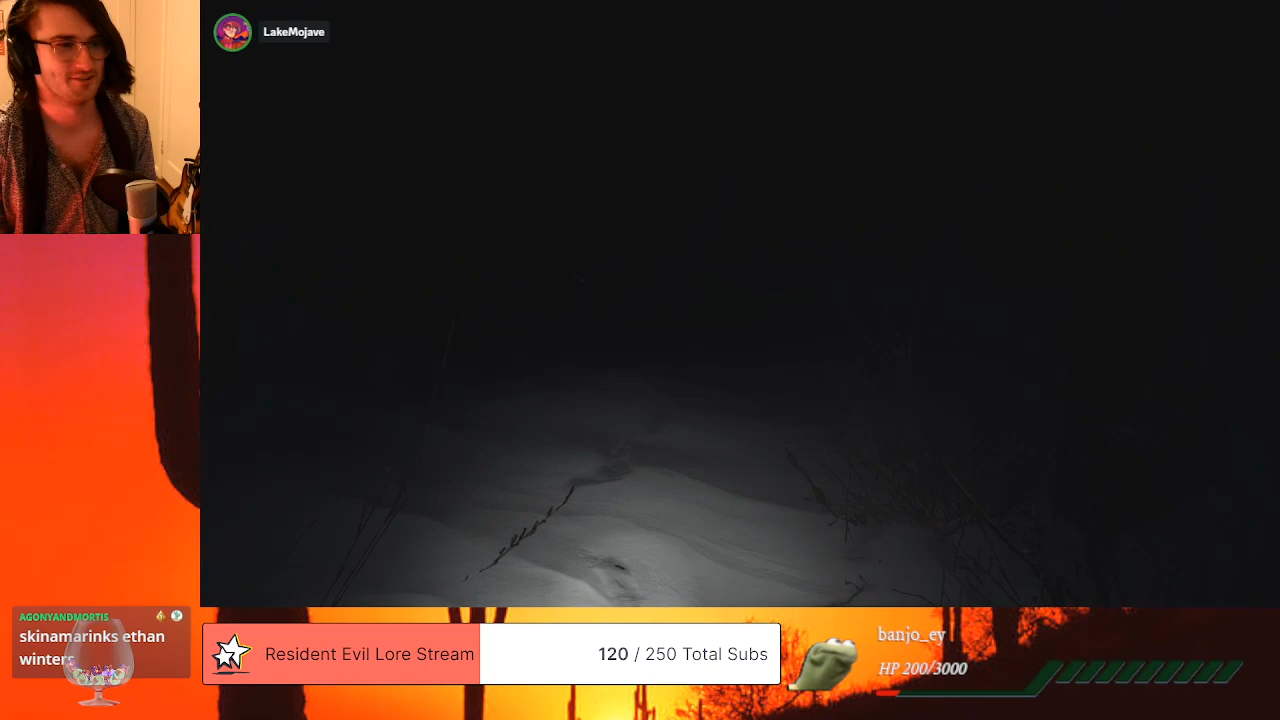 LakeMojave
AGONYANDMORTIS
skinamarinks ethan
winters
Resident Evil Lore Stream
120 / 250 Total Subs
banjo_ey
HP 200/3000